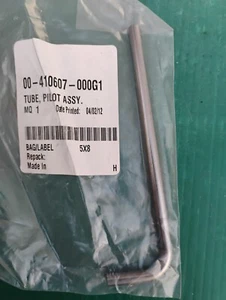 00-410607-000G1
TUBE, PILOT ASSY.
MQ 1 Date Printed: 04/02/12
BAG/LABEL 5X8
Repack:
Made In H